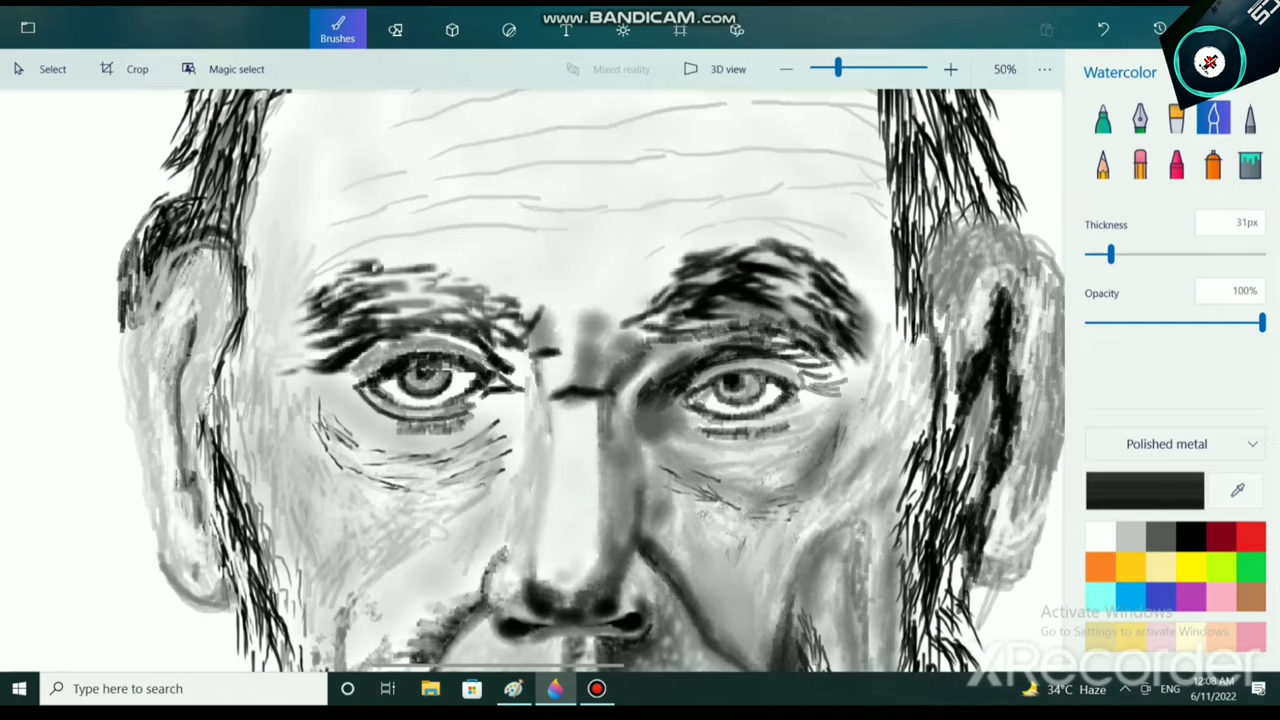 www.BANDICAM.com
Brushes
Select
Crop
Magic select
Mixed reality
3D view
50%
Watercolor
Thickness
31px
Opacity
100%
Polished metal
Activate Windows
Go to Settings to activate Windows.
XRecorder
Type here to search
34°C Haze
ENG
12:08 AM
6/11/2022